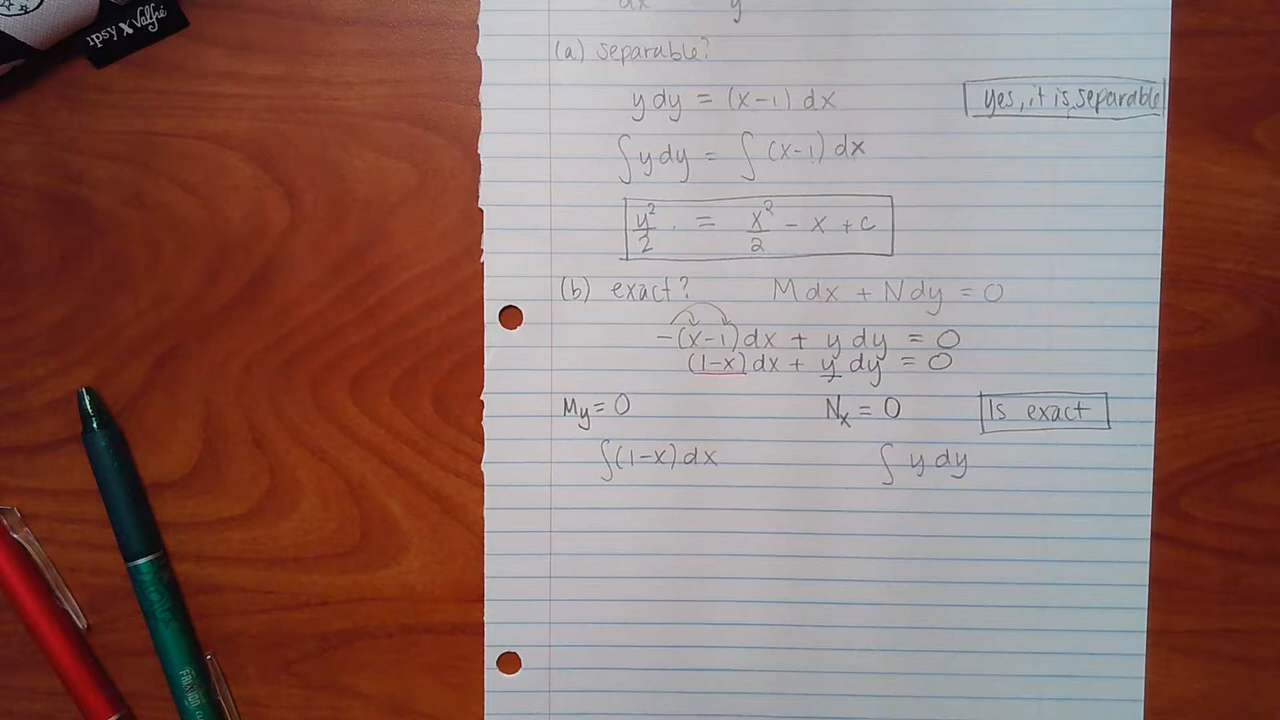 ipsy x Valfré
dx y
(a) separable?
y dy = (x-1) dx
yes, it is separable
∫ y dy = ∫ (x-1) dx
y²/2 = x²/2 - x + c
(b) exact? M dx + N dy = 0
-(x-1) dx + y dy = 0
(1-x) dx + y dy = 0
My = 0 Nx = 0 Is exact
∫ (1-x) dx ∫ y dy
FRIXION